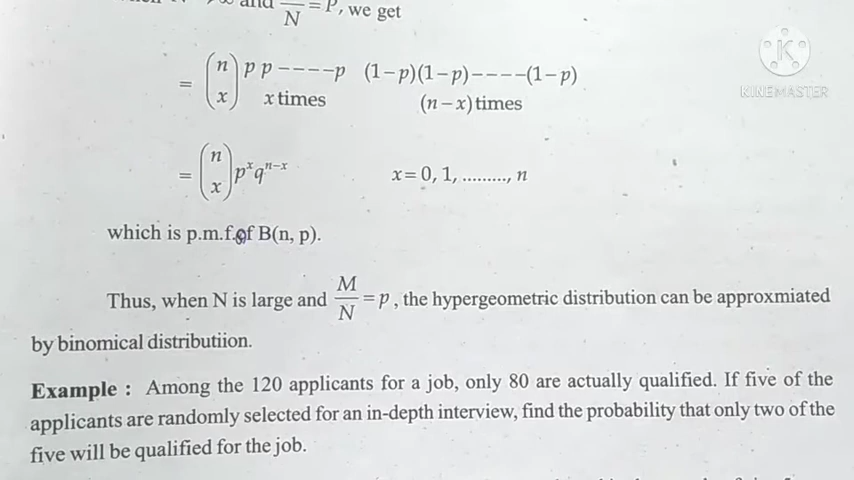 and M/N = P, we get
= (n x) p p ----p (1-p)(1-p)----(1-p)
x times (n-x) times
= (n x) p^x q^(n-x) x = 0, 1, ........, n
which is p.m.f. of B(n, p).
Thus, when N is large and M/N = p, the hypergeometric distribution can be approxmiated
by binomical distributiion.
Example : Among the 120 applicants for a job, only 80 are actually qualified. If five of the
applicants are randomly selected for an in-depth interview, find the probability that only two of the
five will be qualified for the job.
KINEMASTER